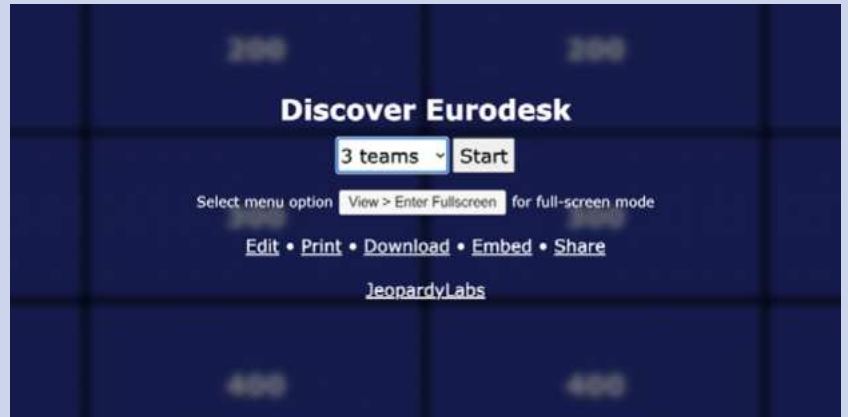 200 200
Discover Eurodesk
3 teams Start
Select menu option View > Enter Fullscreen for full-screen mode
Edit • Print • Download • Embed • Share
JeopardyLabs
400 400